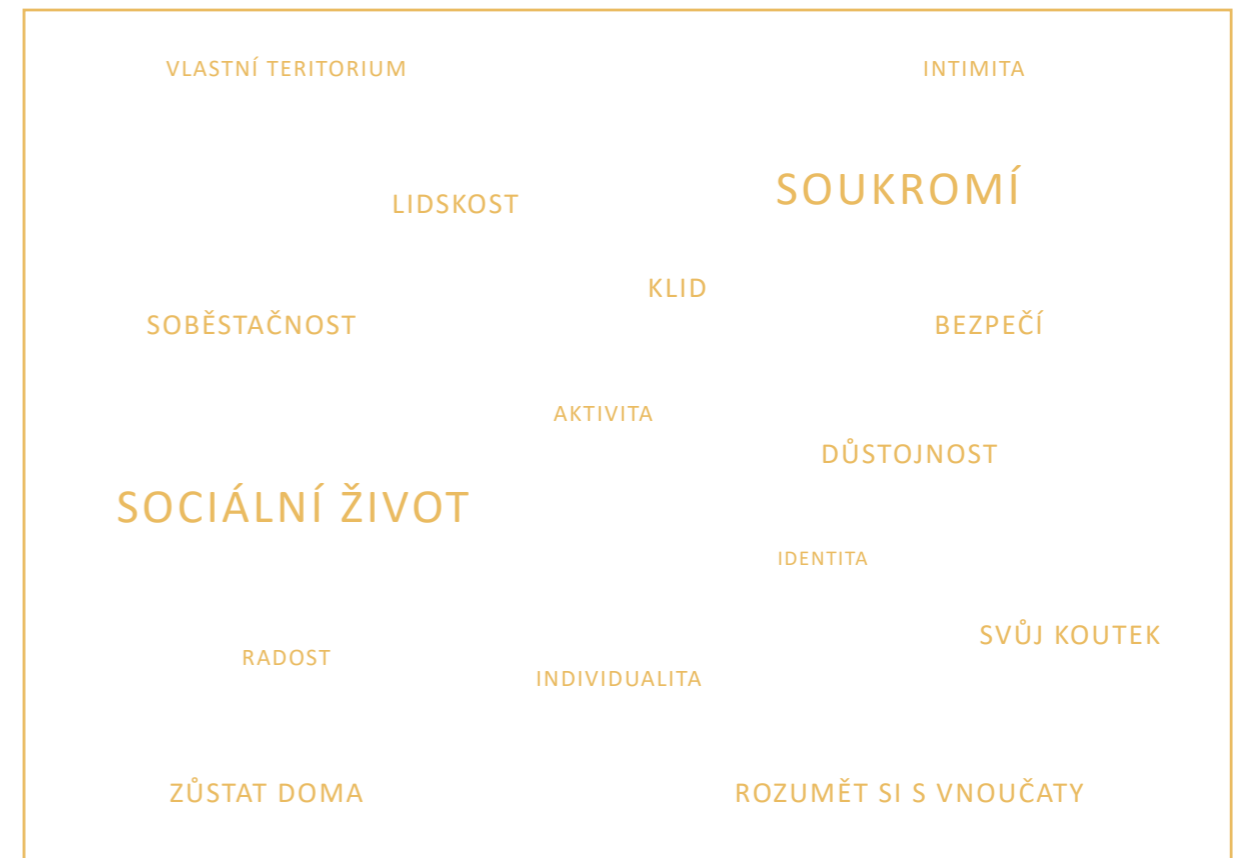 VLASTNÍ TERITORIUM
INTIMITA
SOUKROMÍ
LIDSKOST
KLID
SOBĚSTAČNOST
BEZPEČÍ
AKTIVITA
DŮSTOJNOST
SOCIÁLNÍ ŽIVOT
IDENTITA
SVŮJ KOUTEK
RADOST
INDIVIDUALITA
ZŮSTAT DOMA
ROZUMĚT SI S VNOUČATY